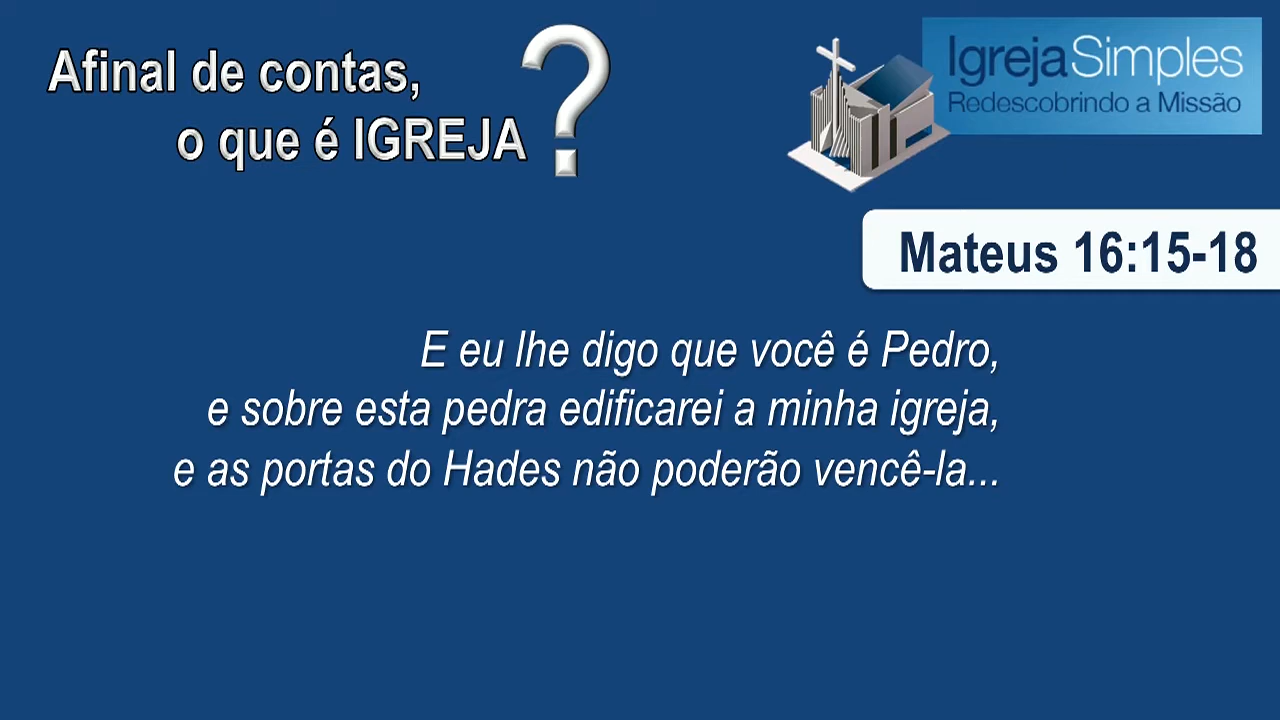 Afinal de contas,
o que é IGREJA?
IgrejaSimples
Redescobrindo a Missão
Mateus 16:15-18
E eu lhe digo que você é Pedro,
e sobre esta pedra edificarei a minha igreja,
e as portas do Hades não poderão vencê-la...